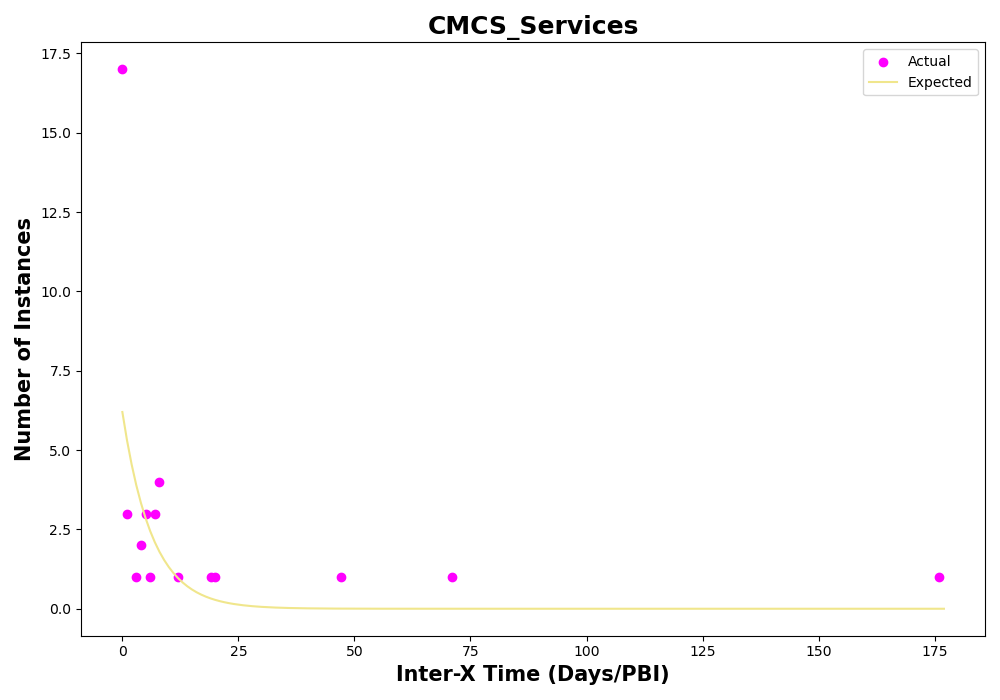 CMCS_Services
17.5
15.0
12.5
10.0
7.5
5.0
2.5
0.0
Number of Instances
Actual
Expected
0 25 50 75 100 125 150 175
Inter-X Time (Days/PBI)